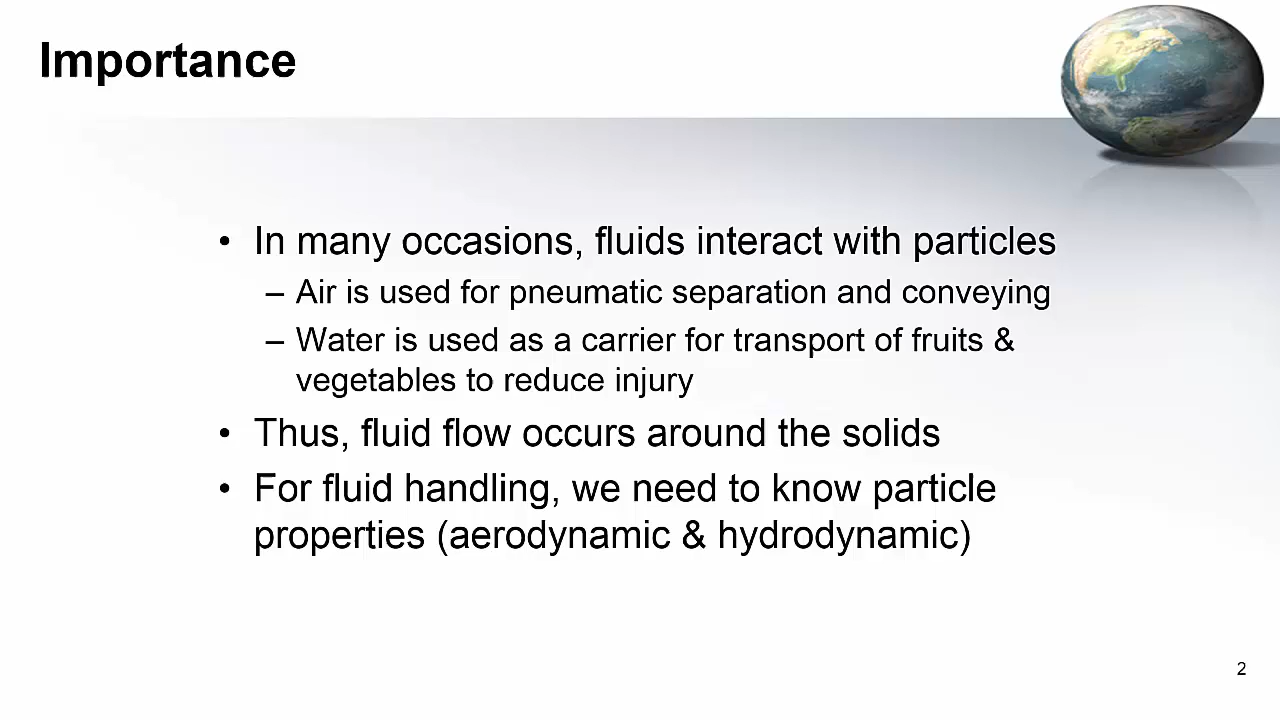 Importance
• In many occasions, fluids interact with particles
– Air is used for pneumatic separation and conveying
– Water is used as a carrier for transport of fruits &
vegetables to reduce injury
• Thus, fluid flow occurs around the solids
• For fluid handling, we need to know particle
properties (aerodynamic & hydrodynamic)
2